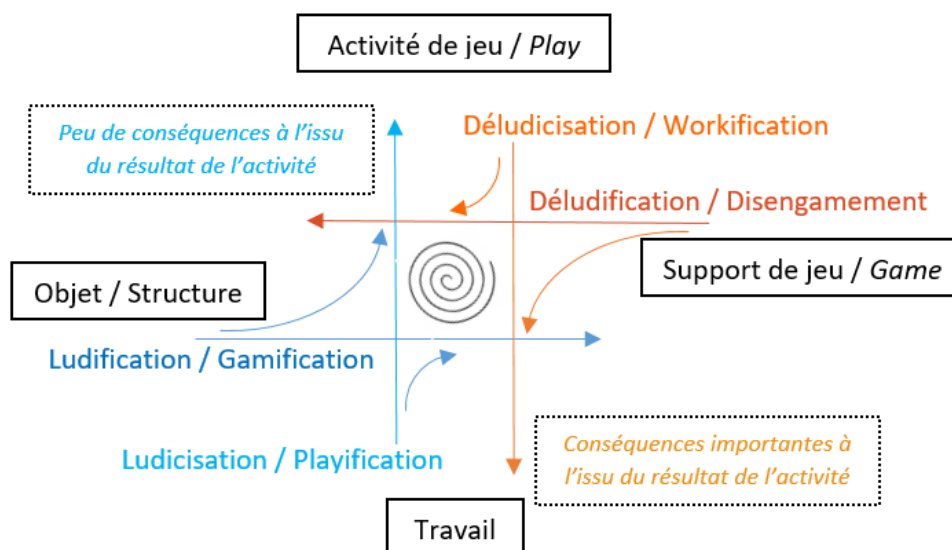 Activité de jeu / Play
Peu de conséquences à l'issu
du résultat de l'activité
Déludicisation / Workification
Déludification / Disengamement
Objet / Structure
Support de jeu / Game
Ludification / Gamification
Ludicisation / Playification
Conséquences importantes à
l'issu du résultat de l'activité
Travail